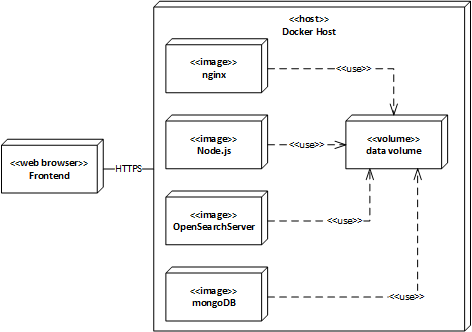 <<host>>
Docker Host
<<image>>
nginx
<<use>>
<<image>>
Node.js
<<use>>
<<volume>>
data volume
<<web browser>>
Frontend
HTTPS
<<image>>
OpenSearchServer
<<use>>
<<image>>
mongoDB
<<use>>